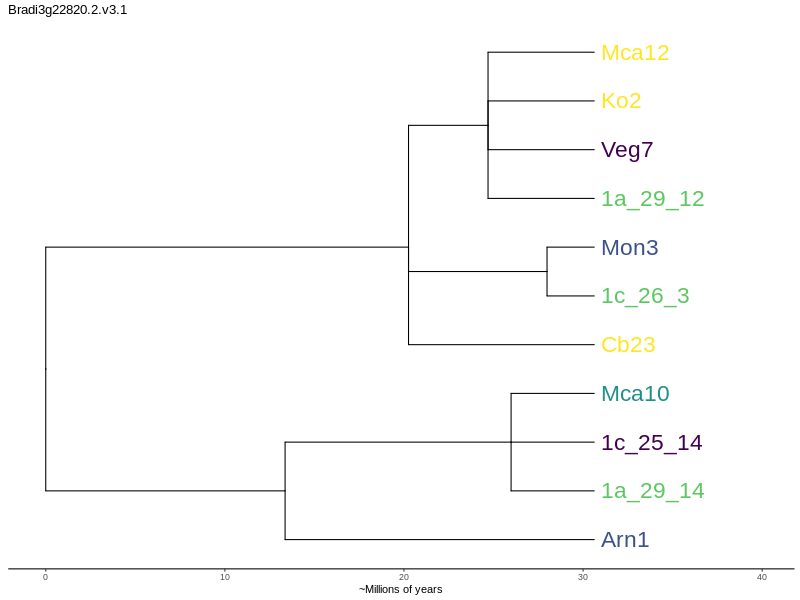 Bradi3g22820.2.v3.1
Mca12
Ko2
Veg7
1a_29_12
Mon3
1c_26_3
Cb23
Mca10
1c_25_14
1a_29_14
Arn1
0 10 20 30 40
~Millions of years